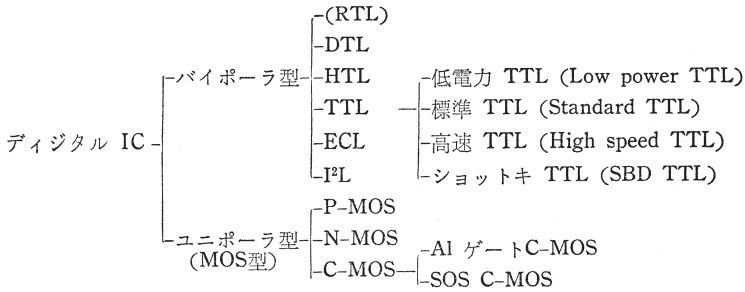 (RTL)
DTL
バイポーラ型 HTL 低電力 TTL (Low power TTL)
TTL 標準 TTL (Standard TTL)
ディジタル IC ECL 高速 TTL (High speed TTL)
I²L ショットキ TTL (SBD TTL)
P-MOS
ユニポーラ型 N-MOS Al ゲートC-MOS
(MOS型) C-MOS SOS C-MOS